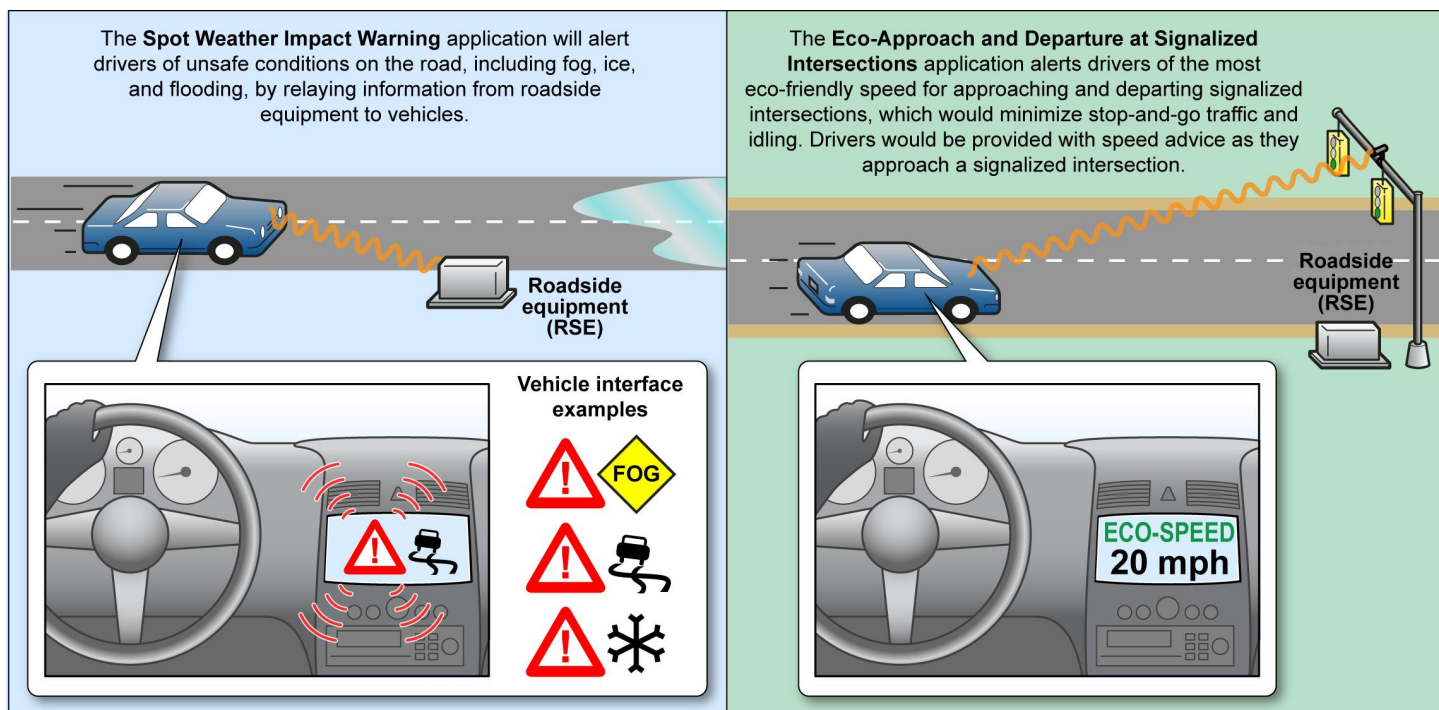 The Spot Weather Impact Warning application will alert
drivers of unsafe conditions on the road, including fog, ice,
and flooding, by relaying information from roadside
equipment to vehicles.
Roadside
equipment
(RSE)
Vehicle interface
examples
FOG
The Eco-Approach and Departure at Signalized
Intersections application alerts drivers of the most
eco-friendly speed for approaching and departing signalized
intersections, which would minimize stop-and-go traffic and
idling. Drivers would be provided with speed advice as they
approach a signalized intersection.
Roadside
equipment
(RSE)
ECO-SPEED
20 mph